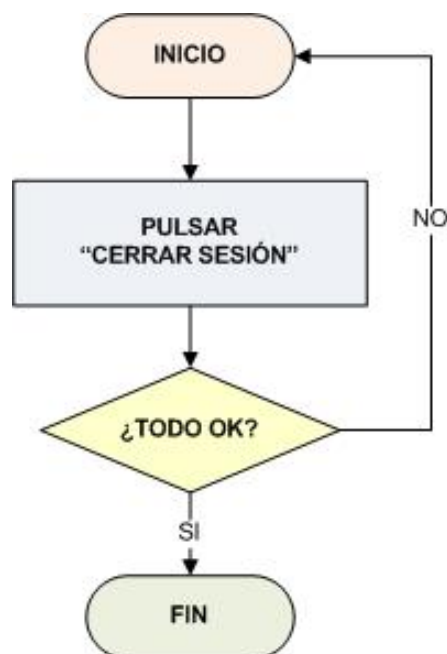 INICIO
PULSAR
“CERRAR SESIÓN”
NO
¿TODO OK?
SI
FIN